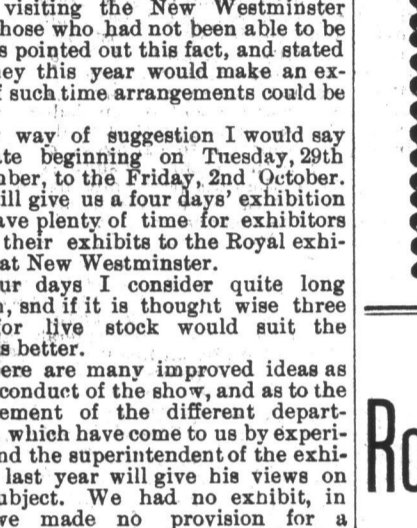 visiting the New Westminster
hose who had not been able to be
s pointed out this fact, and stated
ey this year would make an ex-
such time arrangements could be
way of suggestion I would say
te beginning on Tuesday, 29th
ber, to the Friday, 2nd October.
ill give us a four days' exhibition
ave plenty of time for exhibitors
their exhibits to the Royal exhi-
at New Westminster.
ur days I consider quite long
, snd if it is thought wise three
or live stock would suit the
s better.
ere are many improved ideas as
conduct of the show, and as to the
ement of the different depart-
which have come to us by experi-
nd the superintendent of the exhi-
last year will give his views on
ubject. We had no exhibit, in
ve made no provision for a
Ro